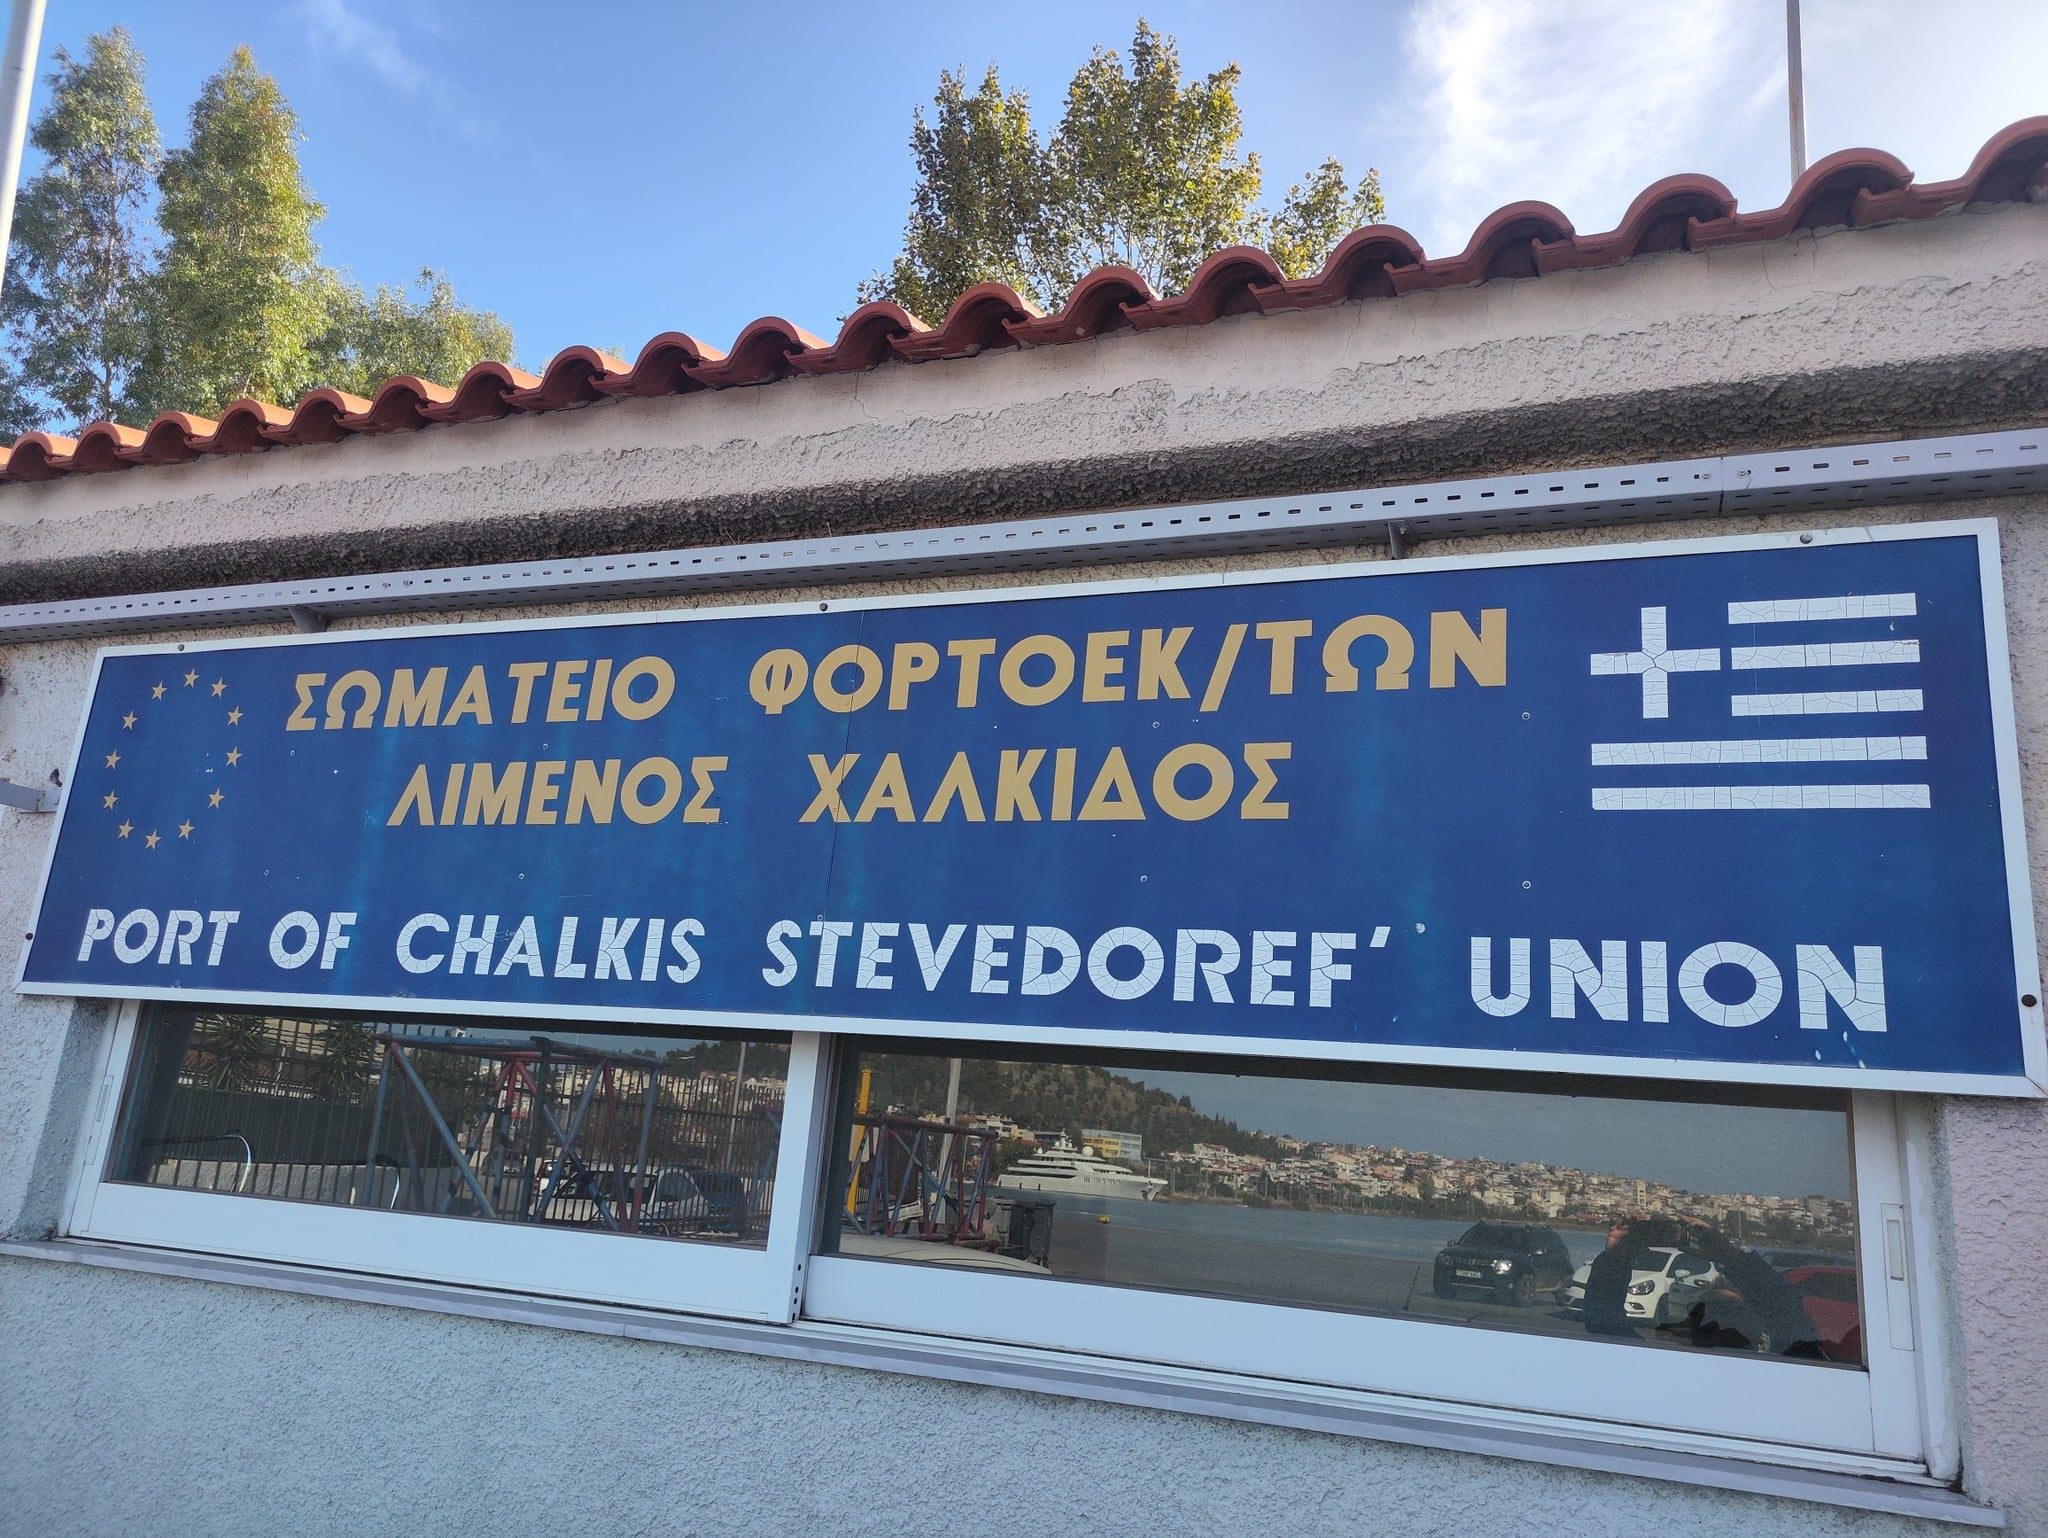 ΣΩΜΑΤΕΙΟ ΦΟΡΤΟΕΚ/ΤΩΝ
ΛΙΜΕΝΟΣ ΧΑΛΚΙΔΟΣ
PORT OF CHALKIS STEVEDOREF' UNION